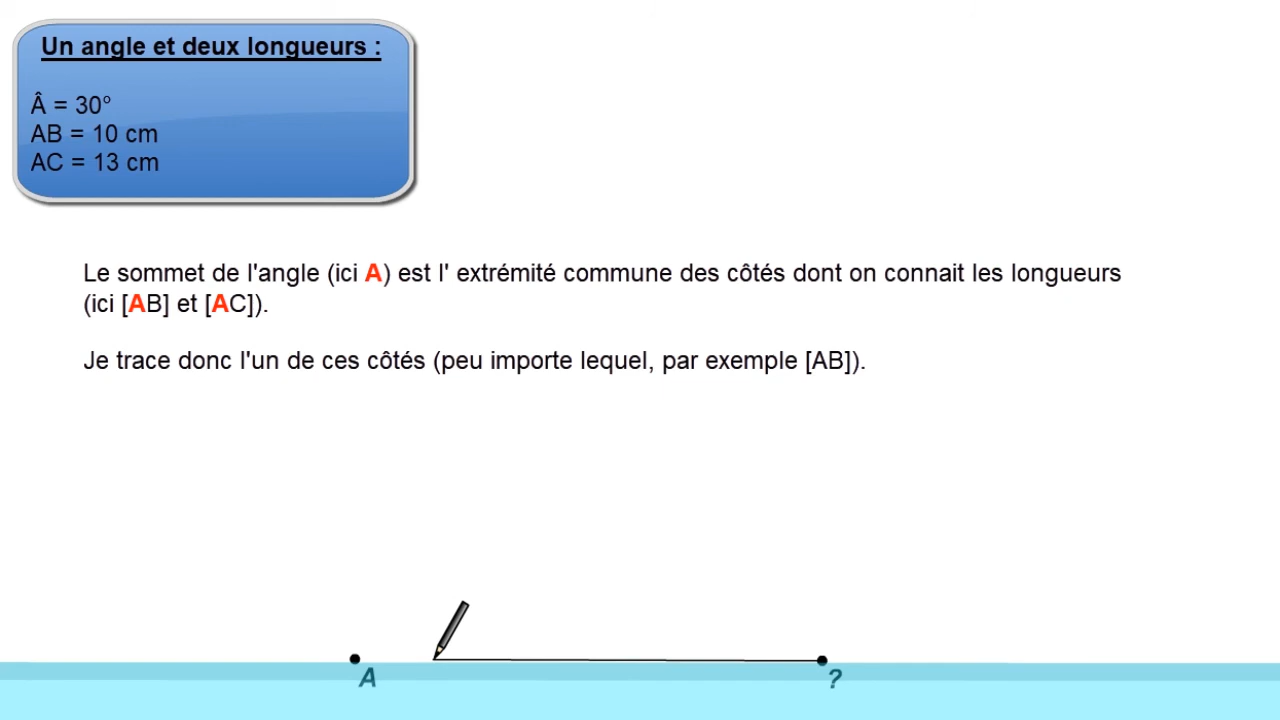 Un angle et deux longueurs :
Â = 30°
AB = 10 cm
AC = 13 cm
Le sommet de l'angle (ici A) est l' extrémité commune des côtés dont on connait les longueurs
(ici [AB] et [AC]).
Je trace donc l'un de ces côtés (peu importe lequel, par exemple [AB]).
A
?